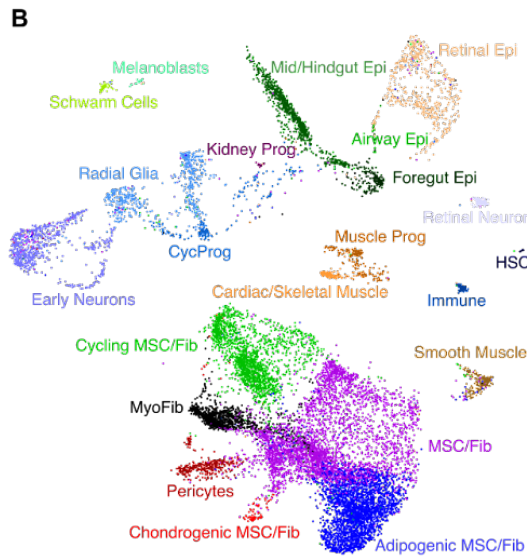 B
Retinal Epi
Mid/Hindgut Epi
Melanoblasts
Schwann Cells
Airway Epi
Kidney Prog
Radial Glia
Foregut Epi
Retinal Neuron
Muscle Prog
CycProg
HSC
Early Neurons
Cardiac/Skeletal Muscle
Immune
Cycling MSC/Fib
Smooth Muscle
MyoFib
MSC/Fib
Pericytes
Chondrogenic MSC/Fib
Adipogenic MSC/Fib